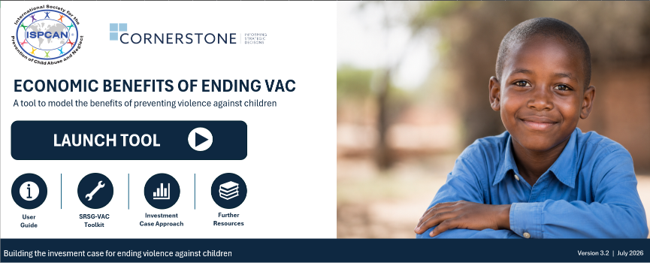 International Society for the
ISPCAN
Prevention of Child Abuse and Neglect
CORNERSTONE
ECONOMIC BENEFITS OF ENDING VAC
A tool to model the benefits of preventing violence against children
LAUNCH TOOL
User
Guide
SRSG-VAC
Toolkit
Investment
Case Approach
Further
Resources
Building the invesment case for ending violence against children
Version 3.2 | July 2026